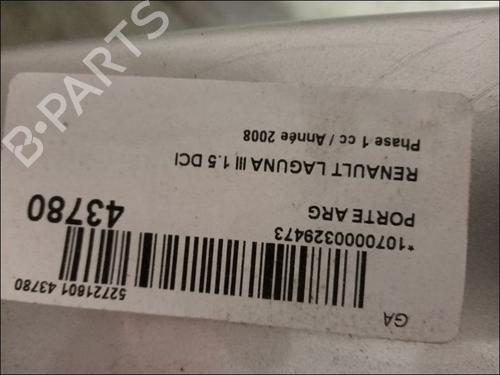 B-PARTS
52721601 43780
GA
*1070000329473
PORTE ARG
43780
RENAULT LAGUNA III 1.5 DCI
Phase 1 cc / Année 2008